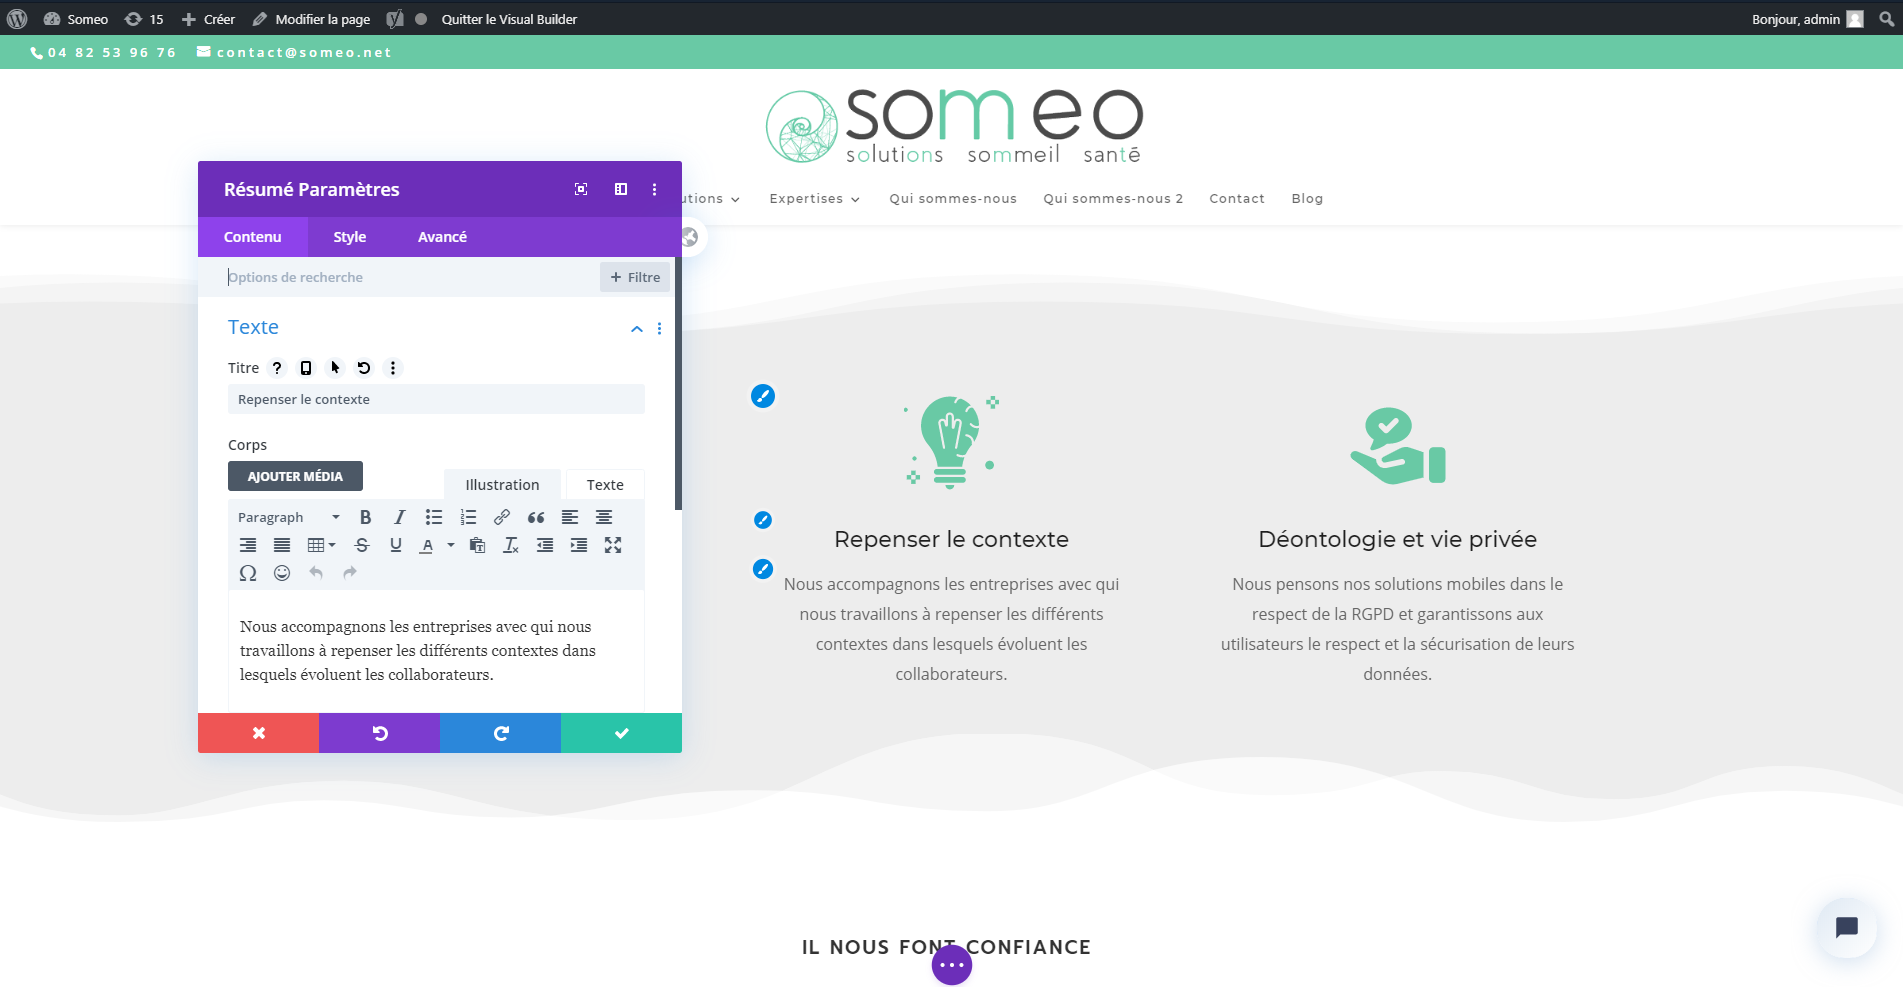 Someo
15
Créer
Modifier la page
Quitter le Visual Builder
Bonjour, admin
04 82 53 96 76
contact@someo.net
someo
solutions sommeil santé
utions
Expertises
Qui sommes-nous
Qui sommes-nous 2
Contact
Blog
Résumé Paramètres
Contenu
Style
Avancé
Options de recherche
+ Filtre
Texte
Titre
?
Repenser le contexte
Corps
AJOUTER MÉDIA
Illustration
Texte
Paragraph
Nous accompagnons les entreprises avec qui nous
travaillons à repenser les différents contextes dans
lesquels évoluent les collaborateurs.
Repenser le contexte
Nous accompagnons les entreprises avec qui
nous travaillons à repenser les différents
contextes dans lesquels évoluent les
collaborateurs.
Déontologie et vie privée
Nous pensons nos solutions mobiles dans le
respect de la RGPD et garantissons aux
utilisateurs le respect et la sécurisation de leurs
données.
IL NOUS FONT CONFIANCE